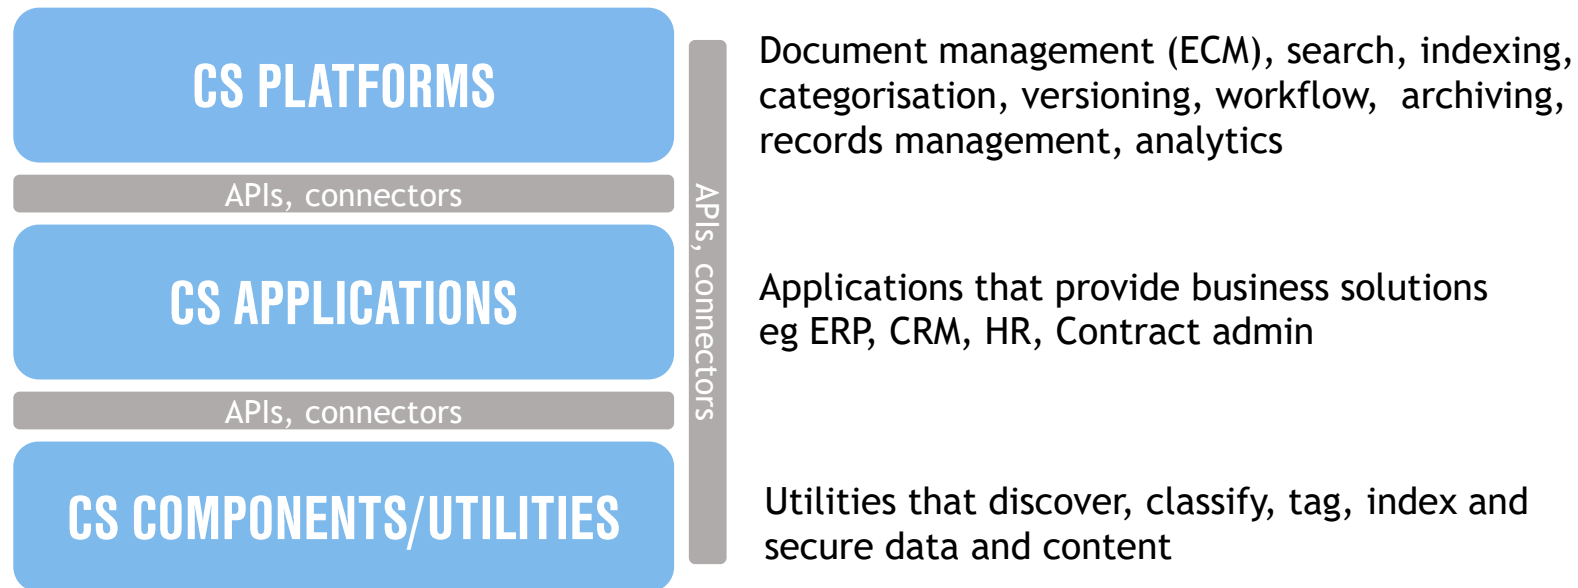 CS PLATFORMS
Document management (ECM), search, indexing,
categorisation, versioning, workflow,  archiving,
records management, analytics
APIs, connectors
APIs, connectors
CS APPLICATIONS
Applications that provide business solutions
eg ERP, CRM, HR, Contract admin
APIs, connectors
CS COMPONENTS/UTILITIES
Utilities that discover, classify, tag, index and
secure data and content